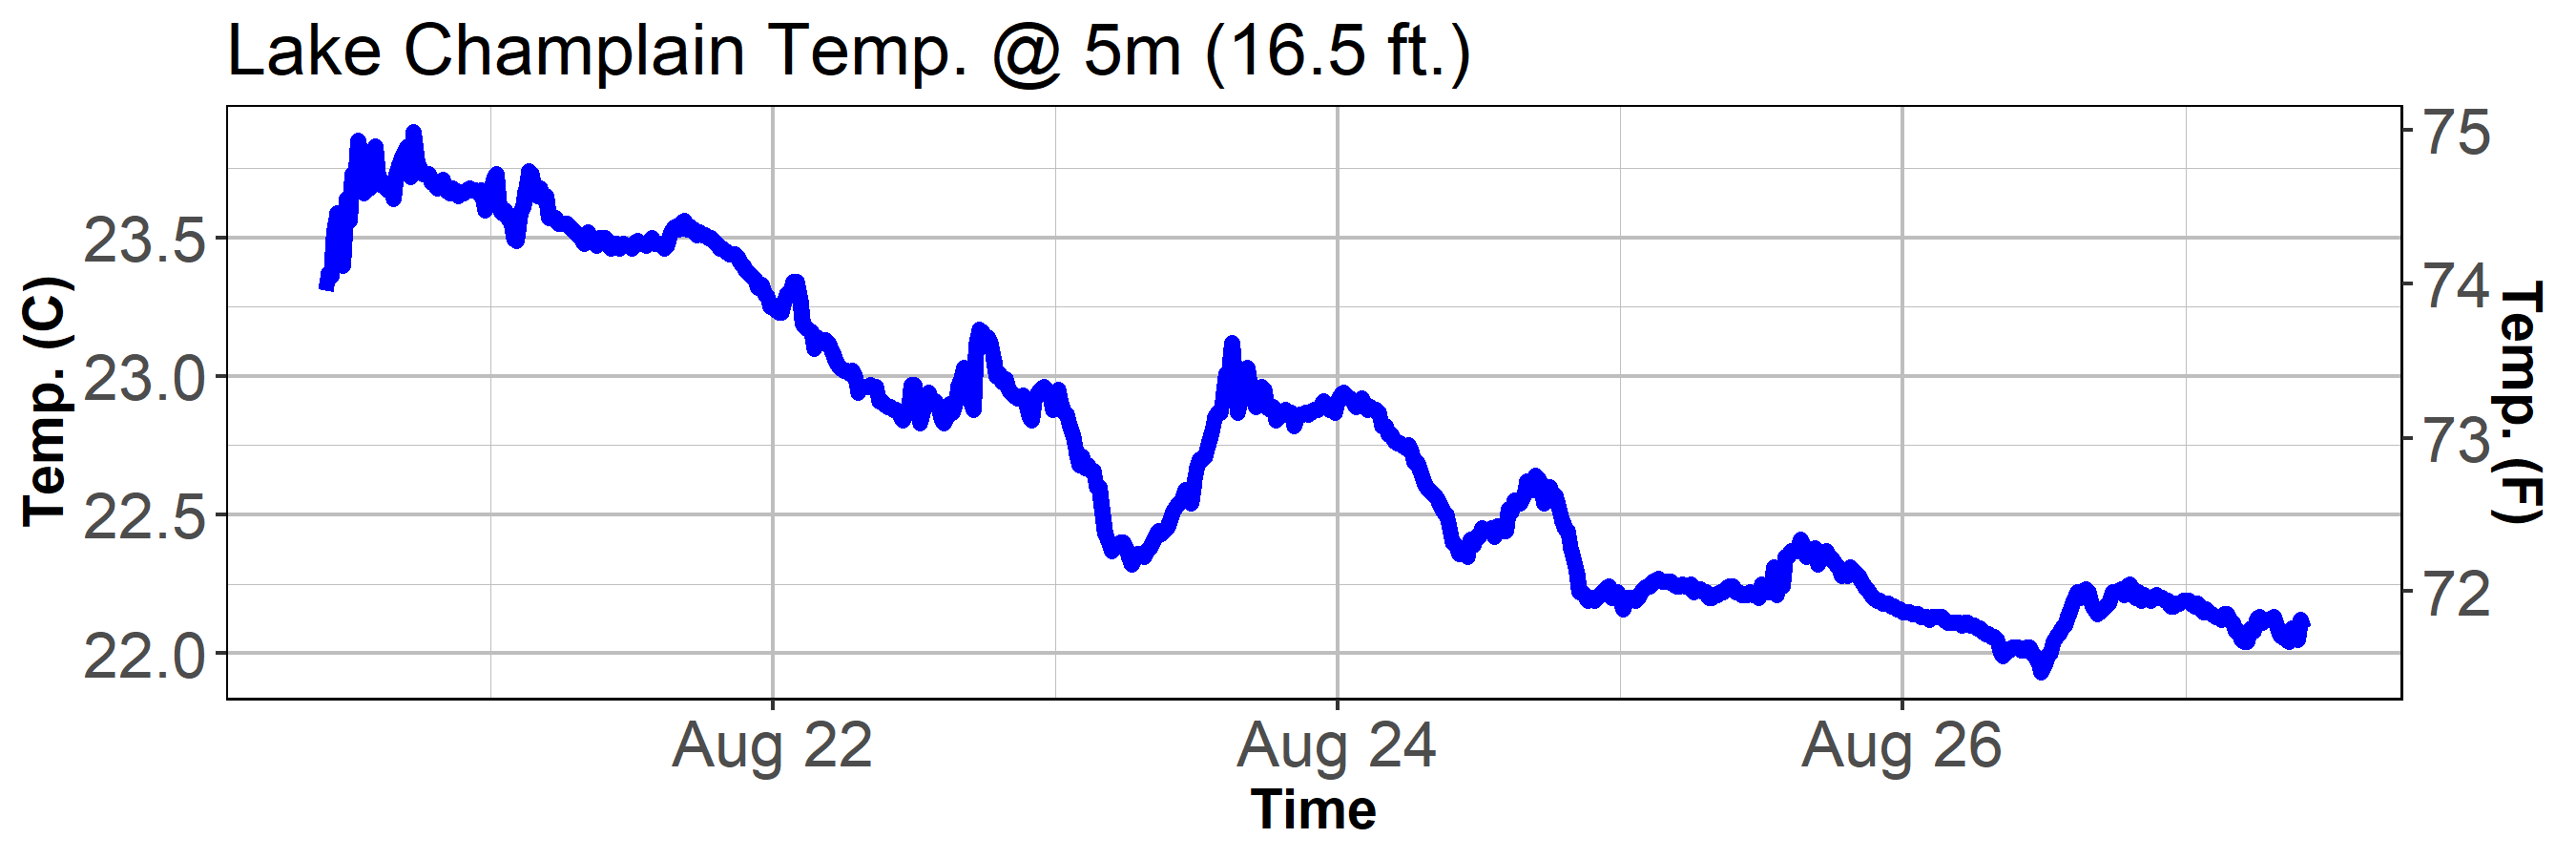 Lake Champlain Temp. @ 5m (16.5 ft.)
Temp. (C)
23.5
23.0
22.5
22.0
75
74
73
72
Temp. (F)
Aug 22 Aug 24 Aug 26
Time